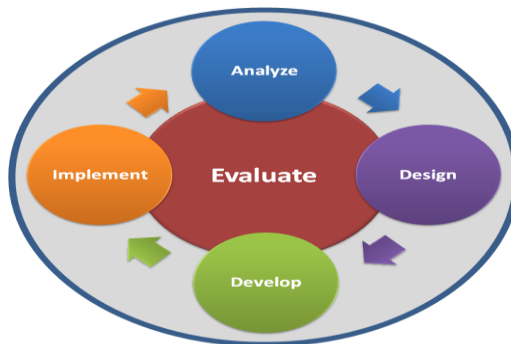 Analyze
Implement
Evaluate
Design
Develop